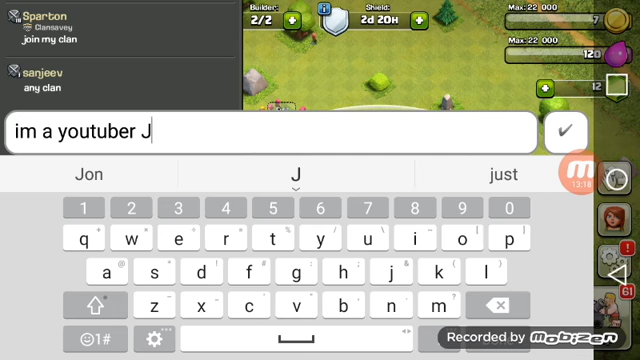 Sparton
Clansavey
join my clan
sanjeev
any clan
Builder:
2/2
Shield:
2d 20H
Max: 22 000
7
Max: 22 000
120
12
im a youtuber J
Jon J just
13:18
1 2 3 4 5 6 7 8 9 0
q w e r t y u i o p
a s d f g h j k l
z x c v b n m
1#
61
Recorded by mobizen